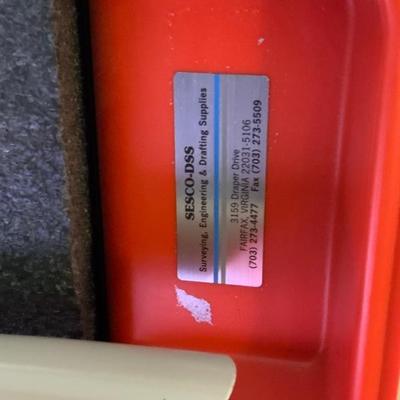 SESCO-DSS
Surveying, Engineering & Drafting Supplies
3159 Draper Drive
FAIRFAX, VIRGINIA 22031-5106
(703) 273-4477 Fax (703) 273-5509